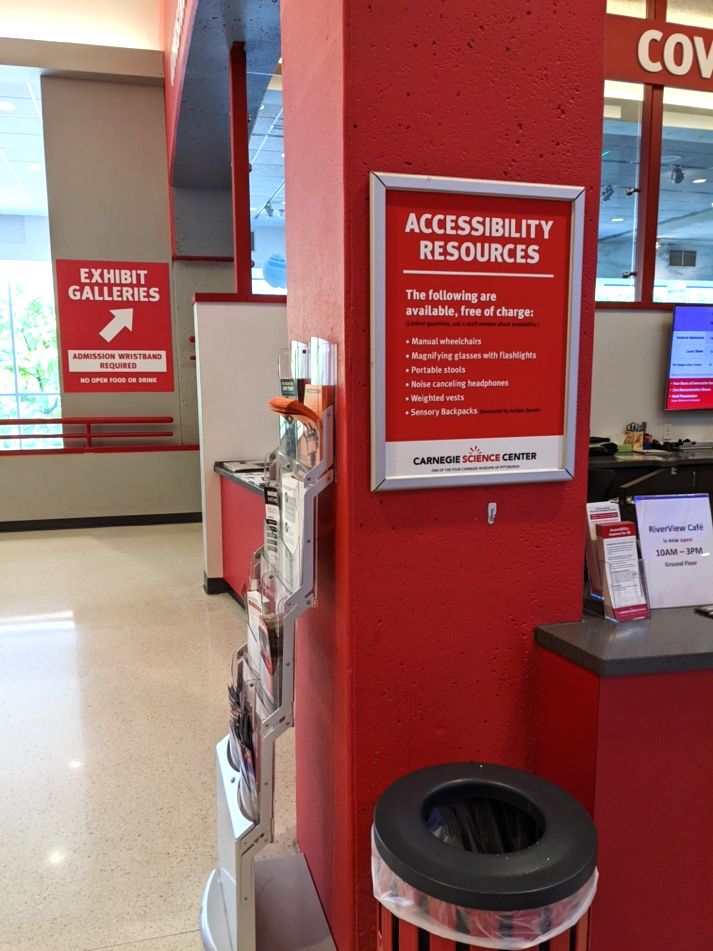 COV
EXHIBIT
GALLERIES
ADMISSION WRISTBAND
REQUIRED
NO OPEN FOOD OR DRINK
ACCESSIBILITY
RESOURCES
The following are
available, free of charge:
(Limited quantities, ask a staff member about availability.)
• Manual wheelchairs
• Magnifying glasses with flashlights
• Portable stools
• Noise canceling headphones
• Weighted vests
• Sensory Backpacks
CARNEGIE SCIENCE CENTER
ONE OF THE FOUR CARNEGIE MUSEUMS OF PITTSBURGH
RiverView Café
is now open
10AM – 3PM
Ground Floor
Accessibility